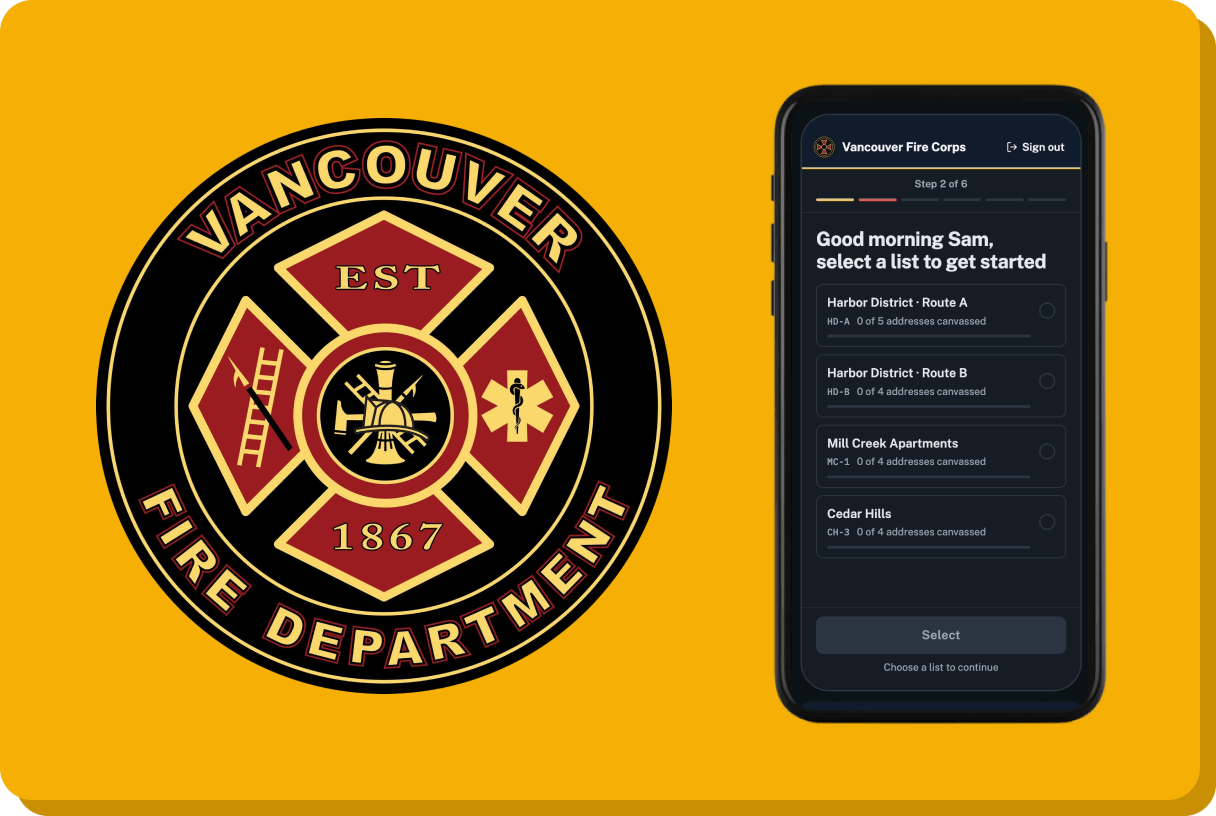 VANCOUVER
EST
1867
FIRE DEPARTMENT
Vancouver Fire Corps
Sign out
Step 2 of 6
Good morning Sam,
select a list to get started
Harbor District · Route A
HD-A 0 of 5 addresses canvassed
Harbor District · Route B
HD-B 0 of 4 addresses canvassed
Mill Creek Apartments
MC-1 0 of 4 addresses canvassed
Cedar Hills
CH-3 0 of 4 addresses canvassed
Select
Choose a list to continue